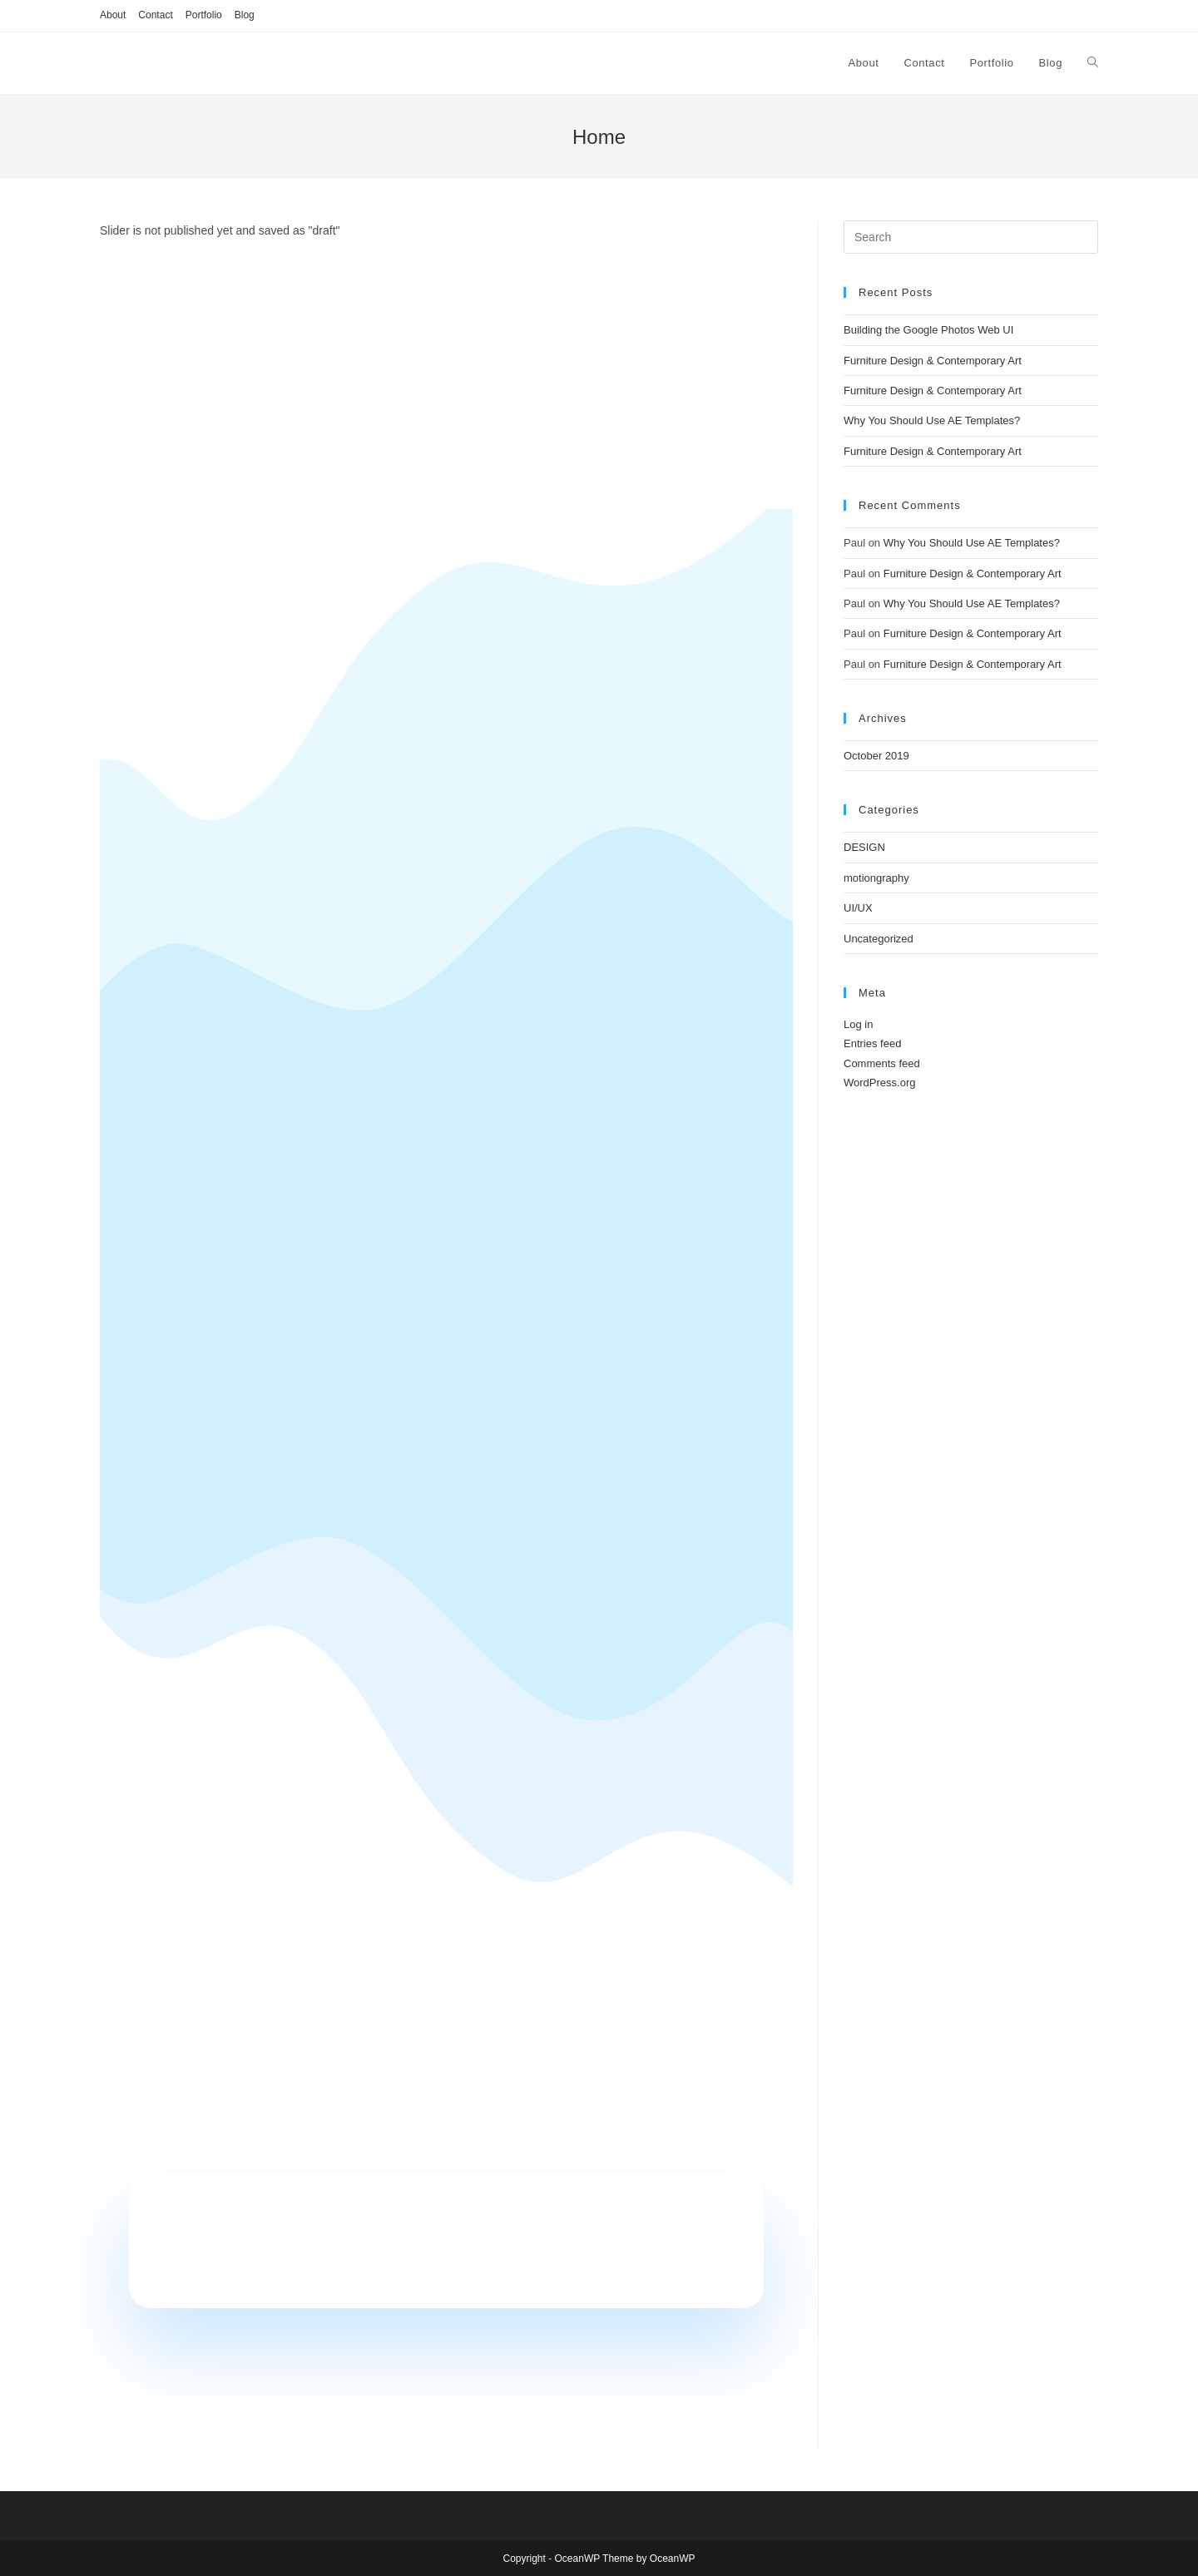 About Contact Portfolio Blog
About Contact Portfolio Blog
Home
Slider is not published yet and saved as "draft"
Search
Recent Posts
Building the Google Photos Web UI
Furniture Design & Contemporary Art
Furniture Design & Contemporary Art
Why You Should Use AE Templates?
Furniture Design & Contemporary Art
Recent Comments
Paul on Why You Should Use AE Templates?
Paul on Furniture Design & Contemporary Art
Paul on Why You Should Use AE Templates?
Paul on Furniture Design & Contemporary Art
Paul on Furniture Design & Contemporary Art
Archives
October 2019
Categories
DESIGN
motiongraphy
UI/UX
Uncategorized
Meta
Log in
Entries feed
Comments feed
WordPress.org
Copyright - OceanWP Theme by OceanWP